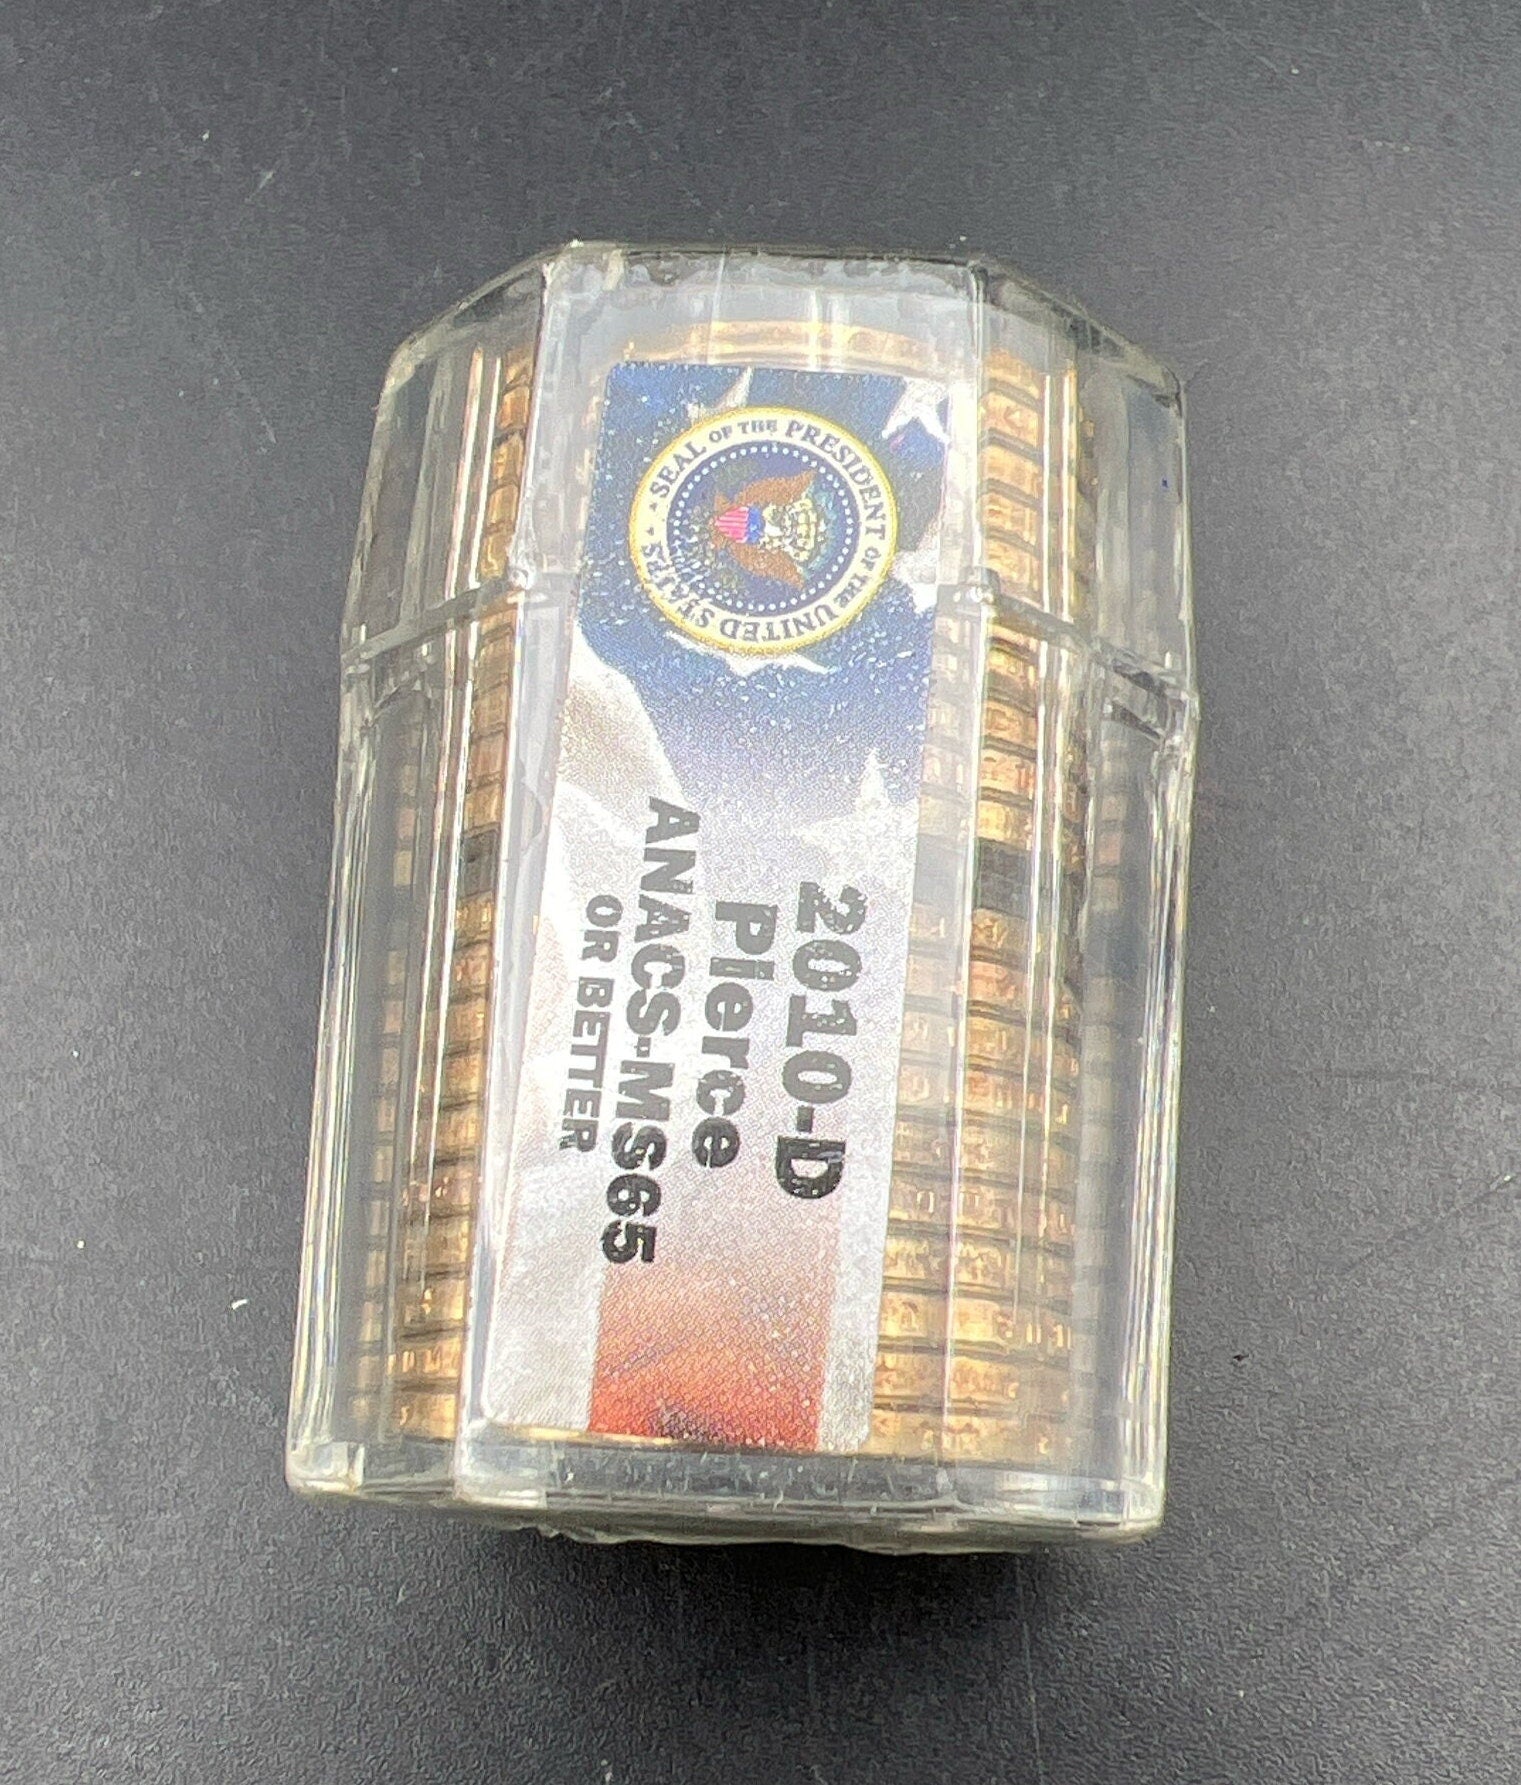 SEAL OF THE PRESIDENT OF THE UNITED STATES
2010-D
Pierce
ANACS-MS65
OR BETTER